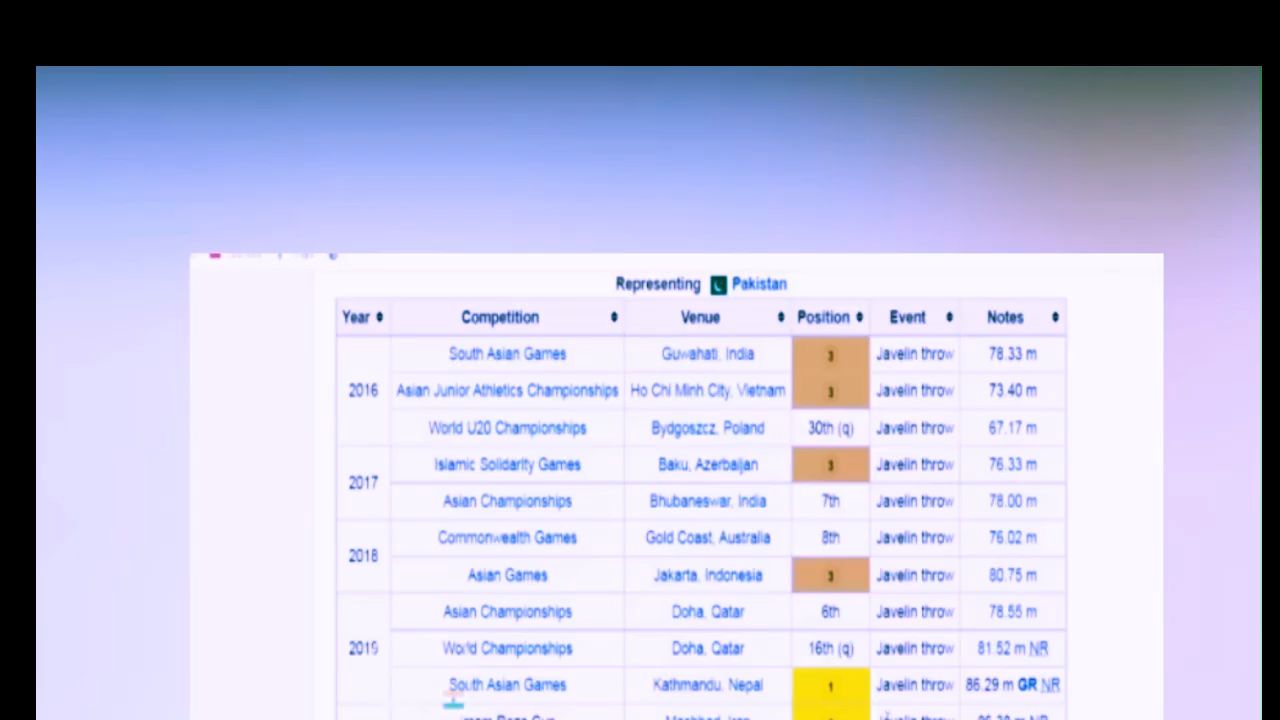 Representing Pakistan
Year Competition Venue Position Event Notes
2016 South Asian Games Guwahati, India 3 Javelin throw 78.33 m
Asian Junior Athletics Championships Ho Chi Minh City, Vietnam 3 Javelin throw 73.40 m
World U20 Championships Bydgoszcz, Poland 30th (q) Javelin throw 67.17 m
2017 Islamic Solidarity Games Baku, Azerbaijan 3 Javelin throw 76.33 m
Asian Championships Bhubaneswar, India 7th Javelin throw 78.00 m
2018 Commonwealth Games Gold Coast, Australia 8th Javelin throw 76.02 m
Asian Games Jakarta, Indonesia 3 Javelin throw 80.75 m
2019 Asian Championships Doha, Qatar 6th Javelin throw 78.55 m
World Championships Doha, Qatar 16th (q) Javelin throw 81.52 m NR
South Asian Games Kathmandu, Nepal 1 Javelin throw 86.29 m GR NR